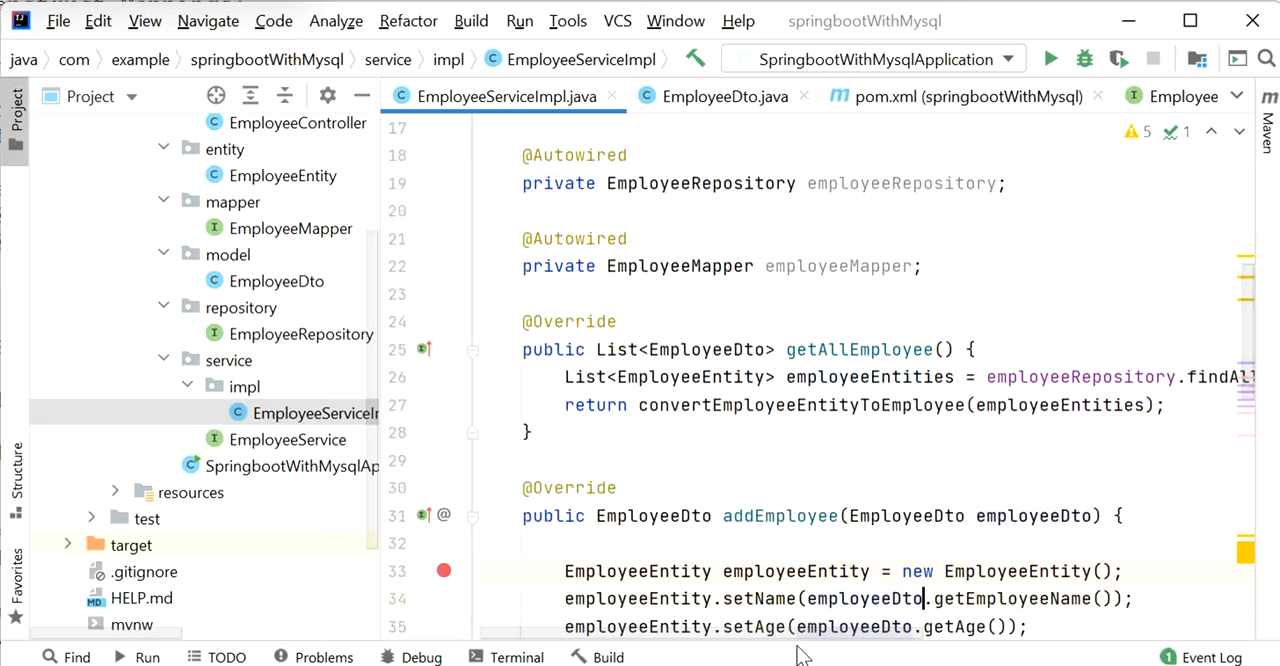 File Edit View Navigate Code Analyze Refactor Build Run Tools VCS Window Help springbootWithMysql
java com example springbootWithMysql service impl EmployeeServiceImpl SpringbootWithMysqlApplication
Project
EmployeeServiceImpl.java EmployeeDto.java pom.xml (springbootWithMysql) Employee
Project
Maven
Structure
Favorites
EmployeeController
entity
EmployeeEntity
mapper
EmployeeMapper
model
EmployeeDto
repository
EmployeeRepository
service
impl
EmployeeServiceIm
EmployeeService
SpringbootWithMysqlAp
resources
test
target
.gitignore
HELP.md
mvnw
5 1
17
18 @Autowired
19 private EmployeeRepository employeeRepository;
20
21 @Autowired
22 private EmployeeMapper employeeMapper;
23
24 @Override
25 public List<EmployeeDto> getAllEmployee() {
26 List<EmployeeEntity> employeeEntities = employeeRepository.findAll
27 return convertEmployeeEntityToEmployee(employeeEntities);
28 }
29
30 @Override
31 @ public EmployeeDto addEmployee(EmployeeDto employeeDto) {
32
33 EmployeeEntity employeeEntity = new EmployeeEntity();
34 employeeEntity.setName(employeeDto.getEmployeeName());
35 employeeEntity.setAge(employeeDto.getAge());
Find Run TODO Problems Debug Terminal Build 1 Event Log